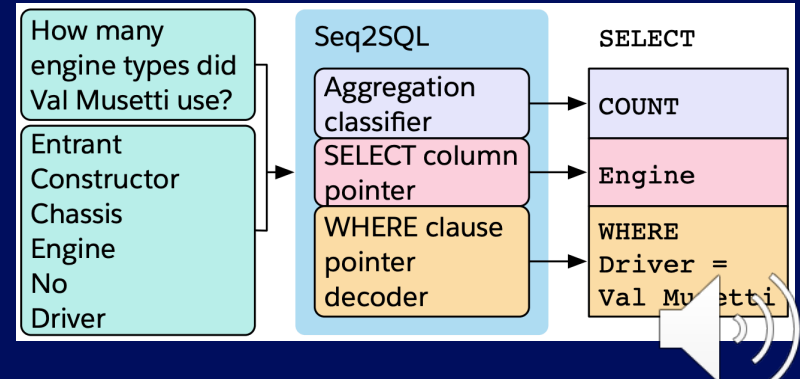 How many
engine types did
Val Musetti use?
Entrant
Constructor
Chassis
Engine
No
Driver
Seq2SQL
Aggregation
classifier
SELECT column
pointer
WHERE clause
pointer
decoder
SELECT
COUNT
Engine
WHERE
Driver =
Val Musetti